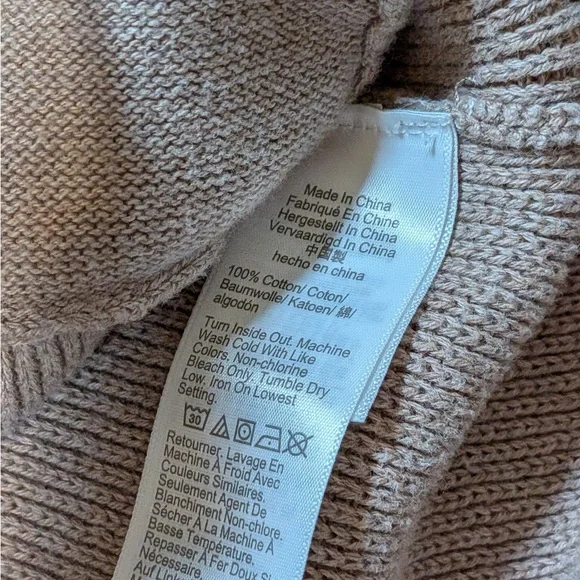 Made In China
Fabriqué En Chine
Hergestellt In China
Vervaardigd In China
中国製
hecho en china
100% Cotton/ Coton/
Baumwolle/ Katoen/ 綿/
algodón
Turn Inside Out. Machine
Wash Cold With Like
Colors. Non-chlorine
Bleach Only. Tumble Dry
Low. Iron On Lowest
Setting.
30
Retourner. Lavage En
Machine À Froid Avec
Couleurs Similaires.
Seulement Agent De
Blanchiment Non-chlore.
Sécher À La Machine À
Basse Température.
Repasser À Fer Doux Si
Nécessaire.
Auf Link